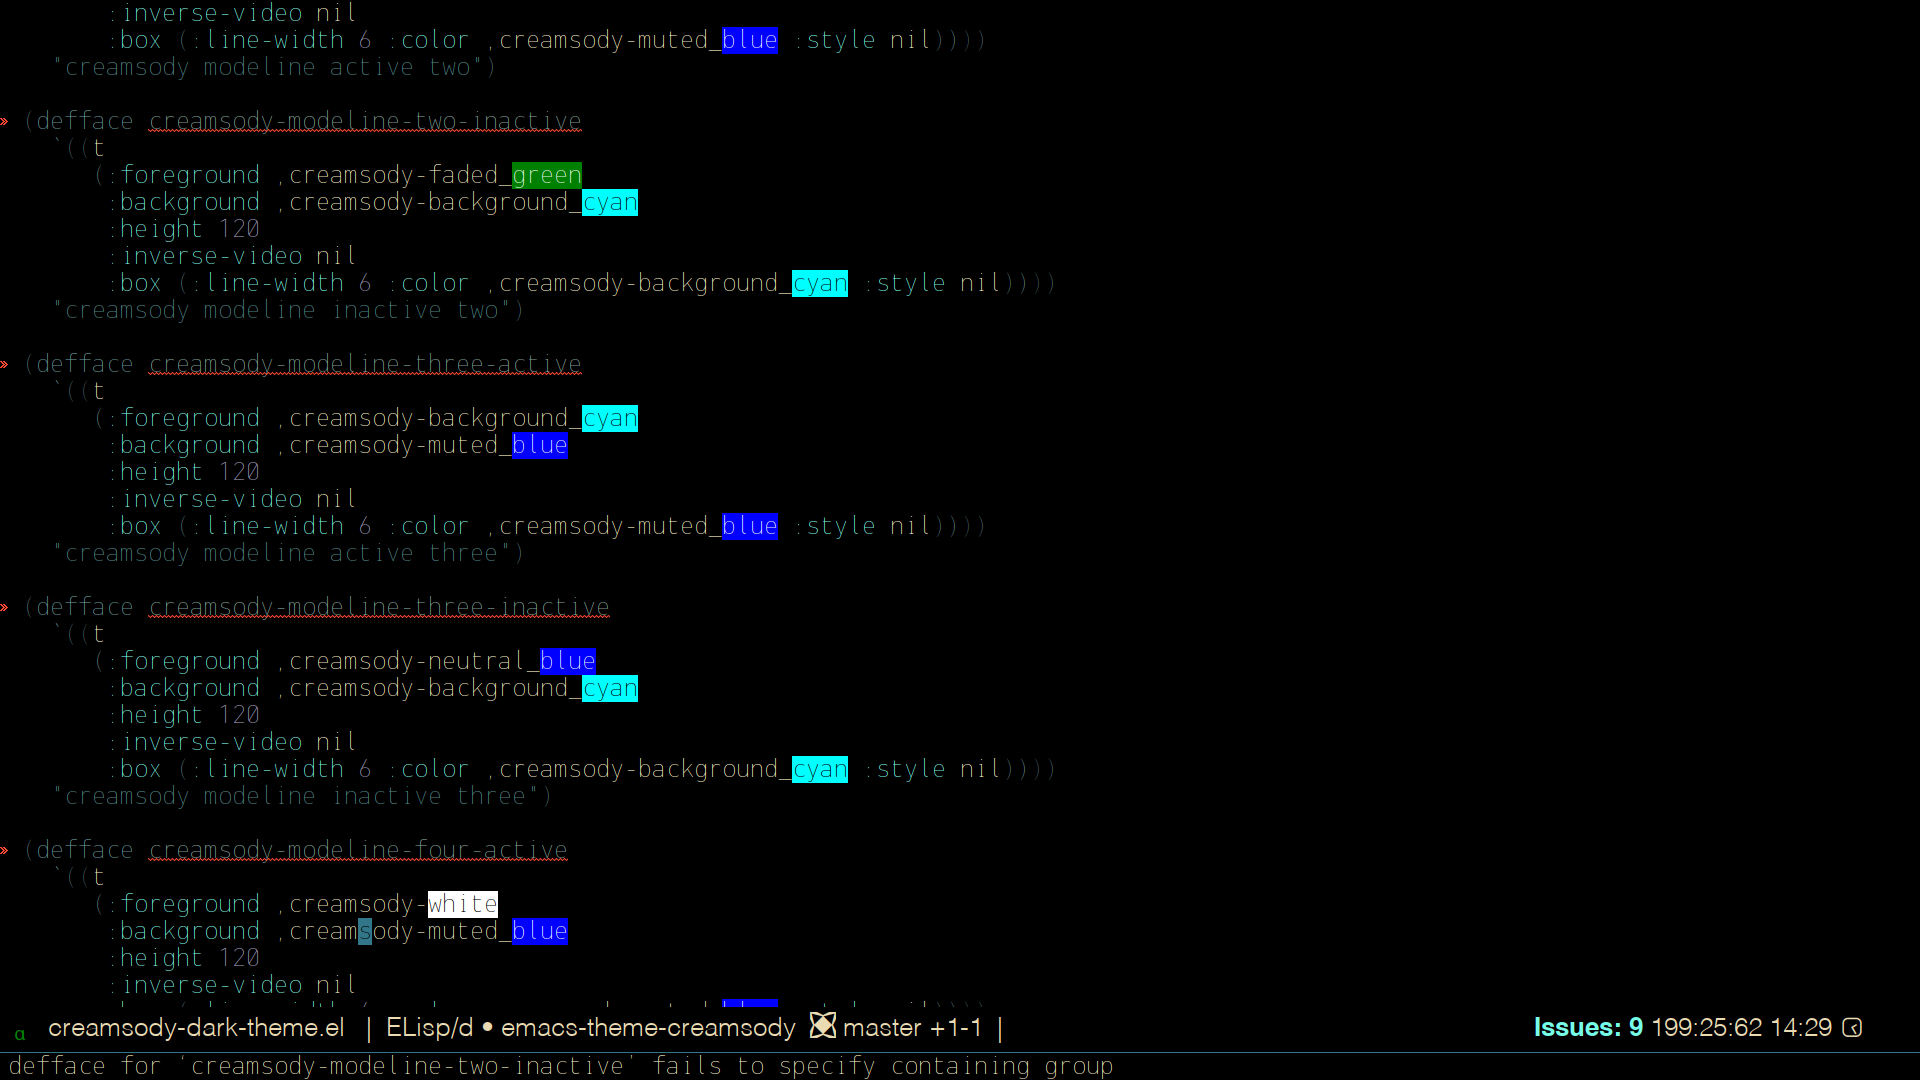 :inverse-video nil
:box (:line-width 6 :color ,creamsody-muted_blue :style nil))))
"creamsody modeline active two")
» (defface creamsody-modeline-two-inactive
`((t
(:foreground ,creamsody-faded_green
:background ,creamsody-background_cyan
:height 120
:inverse-video nil
:box (:line-width 6 :color ,creamsody-background_cyan :style nil))))
"creamsody modeline inactive two")
» (defface creamsody-modeline-three-active
`((t
(:foreground ,creamsody-background_cyan
:background ,creamsody-muted_blue
:height 120
:inverse-video nil
:box (:line-width 6 :color ,creamsody-muted_blue :style nil))))
"creamsody modeline active three")
» (defface creamsody-modeline-three-inactive
`((t
(:foreground ,creamsody-neutral_blue
:background ,creamsody-background_cyan
:height 120
:inverse-video nil
:box (:line-width 6 :color ,creamsody-background_cyan :style nil))))
"creamsody modeline inactive three")
» (defface creamsody-modeline-four-active
`((t
(:foreground ,creamsody-white
:background ,creamsody-muted_blue
:height 120
:inverse-video nil
α creamsody-dark-theme.el | ELisp/d • emacs-theme-creamsody master +1-1 | Issues: 9 199:25:62 14:29
defface for `creamsody-modeline-two-inactive' fails to specify containing group